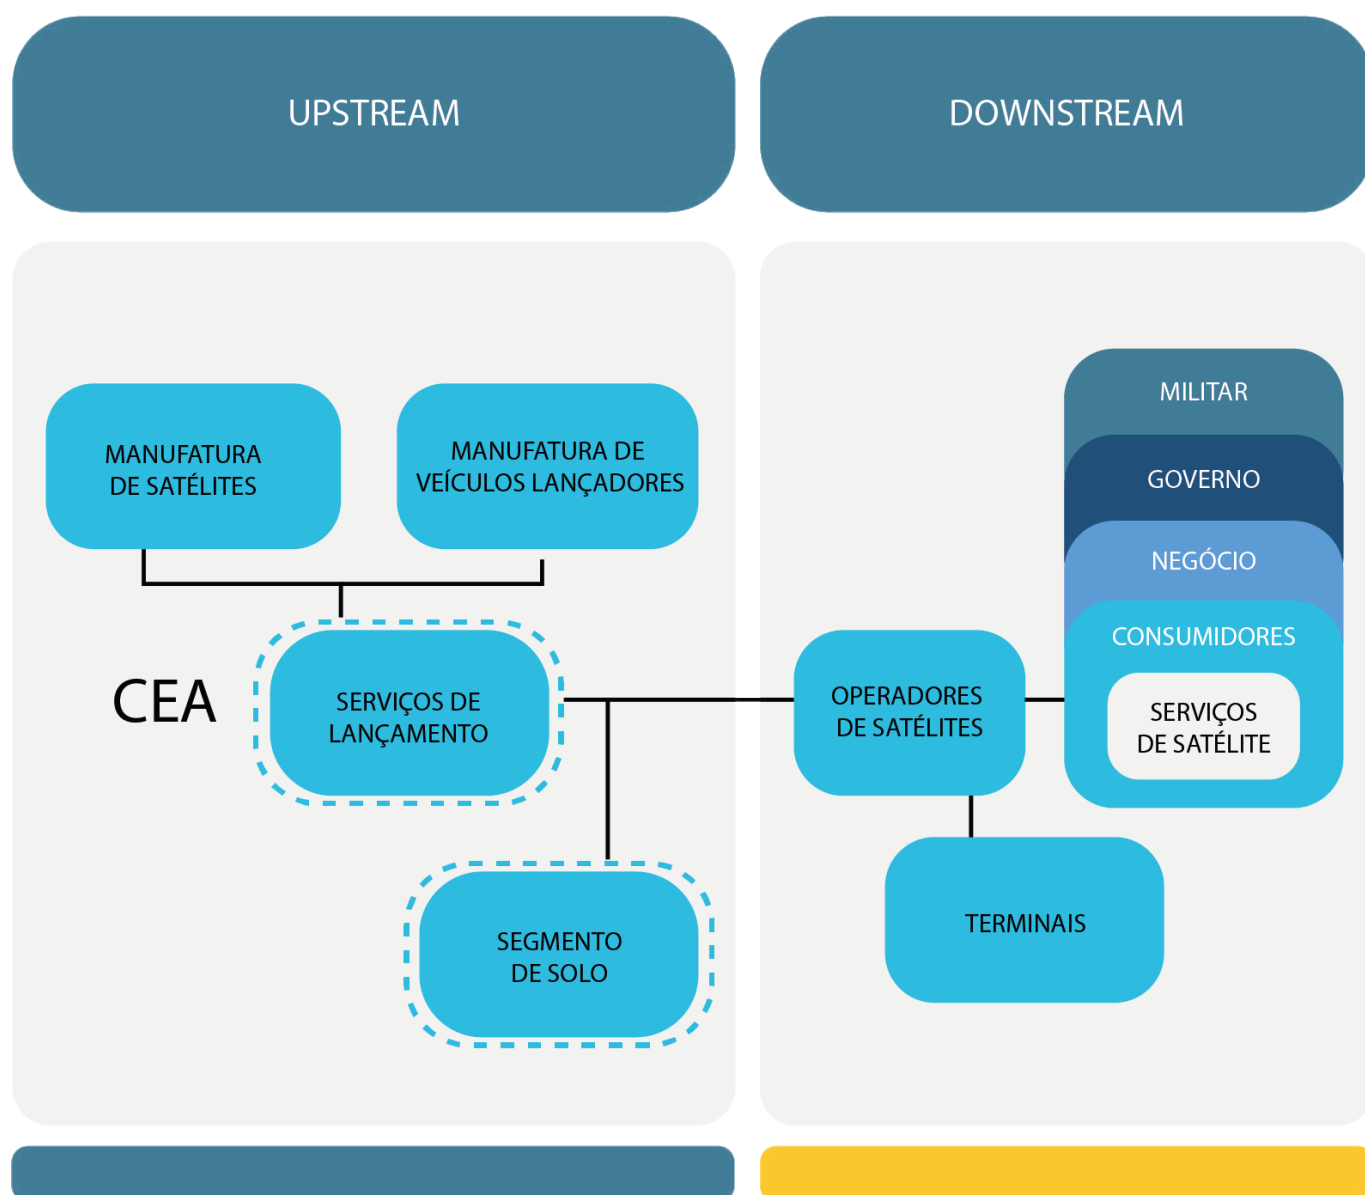 UPSTREAM
DOWNSTREAM
MANUFATURA
DE SATÉLITES
MANUFATURA DE
VEÍCULOS LANÇADORES
CEA
SERVIÇOS DE
LANÇAMENTO
SEGMENTO
DE SOLO
OPERADORES
DE SATÉLITES
TERMINAIS
MILITAR
GOVERNO
NEGÓCIO
CONSUMIDORES
SERVIÇOS
DE SATÉLITE